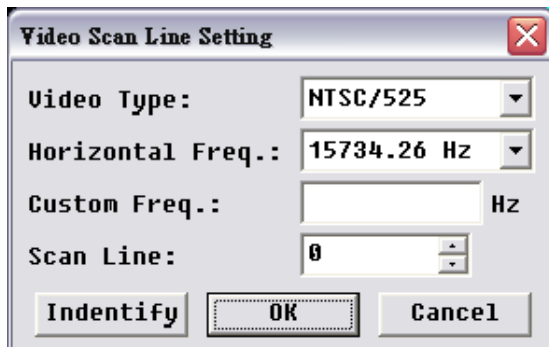 Video Scan Line Setting
Video Type: NTSC/525
Horizontal Freq.: 15734.26 Hz
Custom Freq.: Hz
Scan Line: 0
Indentify OK Cancel